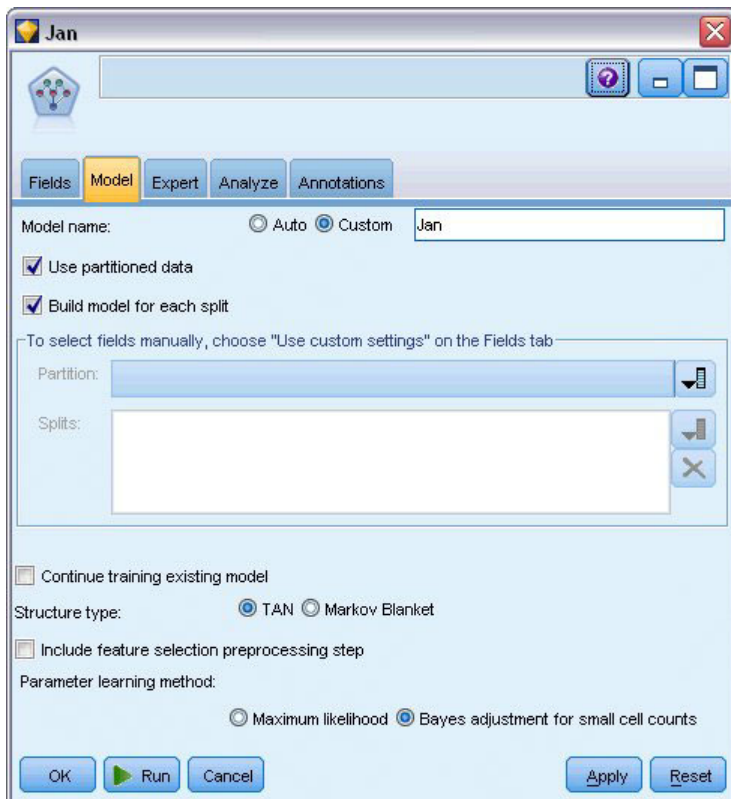 Jan
Fields Model Expert Analyze Annotations
Model name: Auto Custom Jan
Use partitioned data
Build model for each split
To select fields manually, choose "Use custom settings" on the Fields tab
Partition:
Splits:
Continue training existing model
Structure type: TAN Markov Blanket
Include feature selection preprocessing step
Parameter learning method:
Maximum likelihood Bayes adjustment for small cell counts
OK Run Cancel Apply Reset